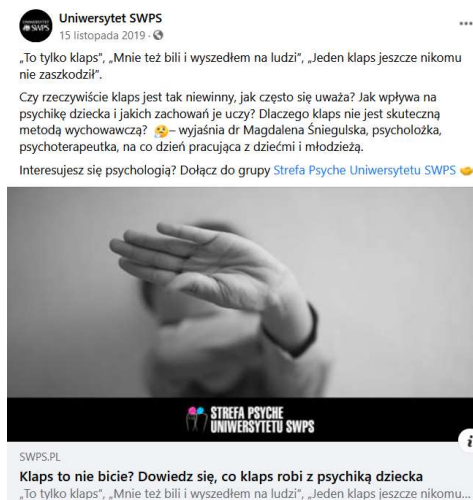 UNIWERSYTET
SWPS
Uniwersytet SWPS
15 listopada 2019 ·
„To tylko klaps”, „Mnie też bili i wyszedłem na ludzi”, „Jeden klaps jeszcze nikomu
nie zaszkodził”.
Czy rzeczywiście klaps jest tak niewinny, jak często się uważa? Jak wpływa na
psychikę dziecka i jakich zachowań je uczy? Dlaczego klaps nie jest skuteczną
metodą wychowawczą? 🤔– wyjaśnia dr Magdalena Śniegulska, psycholożka,
psychoterapeutka, na co dzień pracująca z dziećmi i młodzieżą.
Interesujesz się psychologią? Dołącz do grupy Strefa Psyche Uniwersytetu SWPS
STREFA PSYCHE
UNIWERSYTETU SWPS
i
SWPS.PL
Klaps to nie bicie? Dowiedz się, co klaps robi z psychiką dziecka
„To tylko klaps”, „Mnie też bili i wyszedłem na ludzi”, „Jeden klaps jeszcze nikomu...